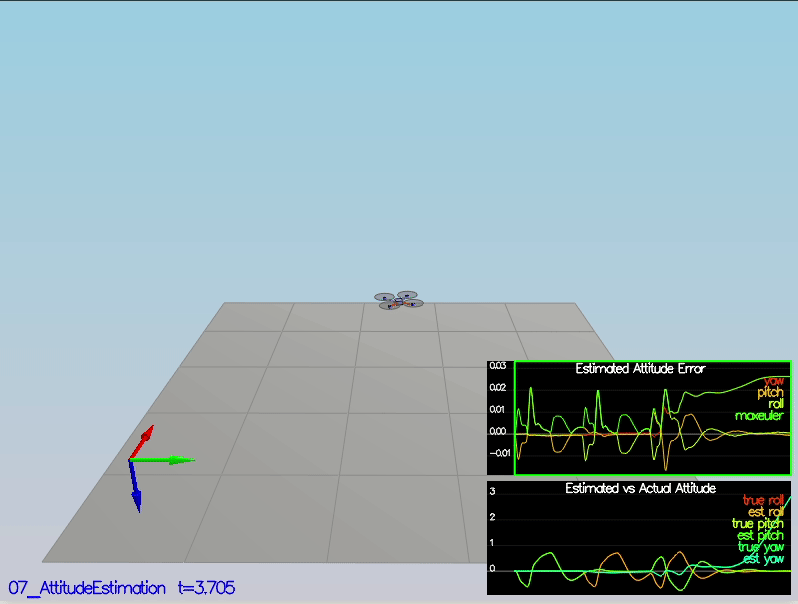 Estimated Attitude Error
0.03
0.02
0.01
0.00
-0.01
yaw
pitch
roll
maxeuler
Estimated vs Actual Attitude
3
2
1
0
true roll
est roll
true pitch
est pitch
true yaw
est yaw
07_AttitudeEstimation t=3.705